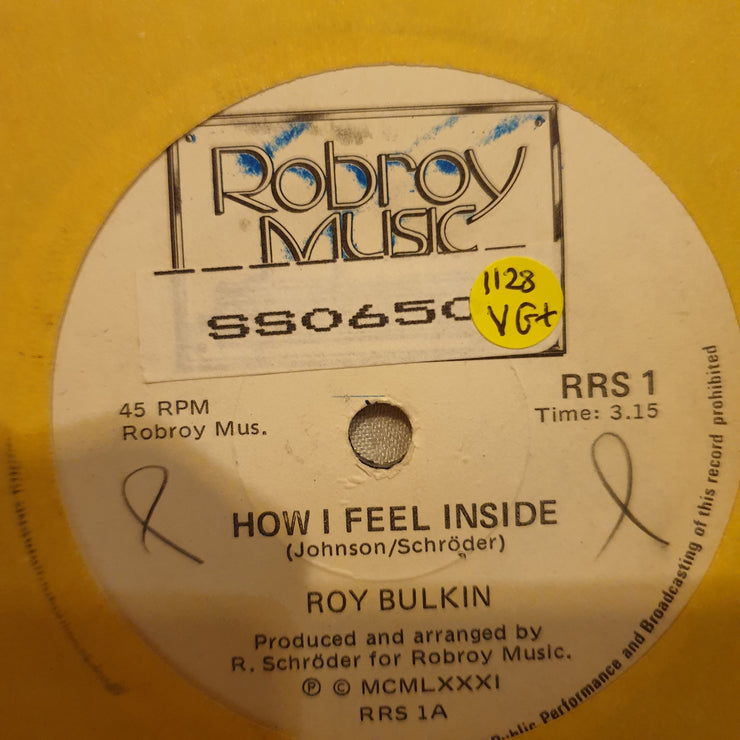 Robroy
MUSIC
SS0650
1128
VG+
RRS 1
45 RPM
Time: 3.15
Robroy Mus.
HOW I FEEL INSIDE
(Johnson/Schröder)
ROY BULKIN
Produced and arranged by
R. Schröder for Robroy Music.
Ⓟ © MCMLXXXI
RRS 1A
Public Performance and Broadcasting of this record prohibited